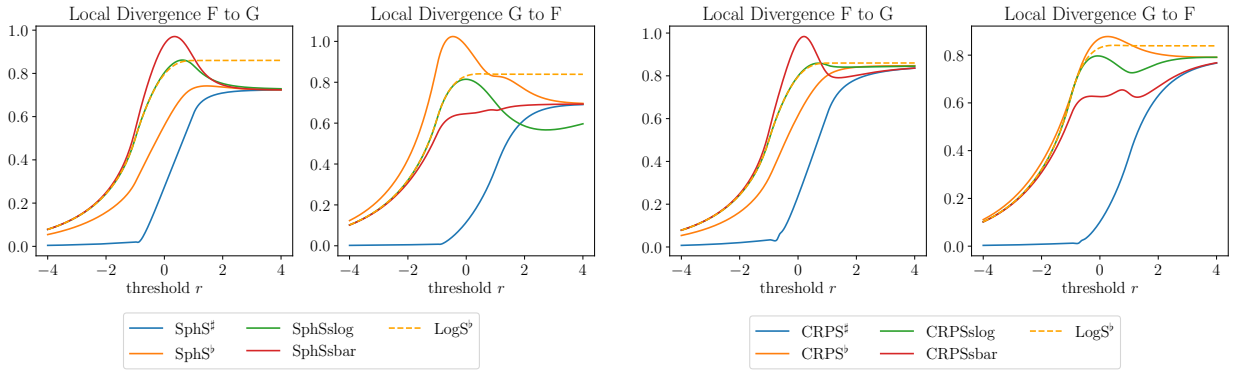 Local Divergence F to G
Local Divergence G to F
Local Divergence F to G
Local Divergence G to F
1.0
0.8
0.6
0.4
0.2
0.0
1.0
0.8
0.6
0.4
0.2
0.0
1.0
0.8
0.6
0.4
0.2
0.0
0.8
0.6
0.4
0.2
0.0
−4 −2 0 2 4
−4 −2 0 2 4
−4 −2 0 2 4
−4 −2 0 2 4
threshold r
threshold r
threshold r
threshold r
SphS♯ SphSslog LogS♭
SphS♭ SphSsbar
CRPS♯ CRPSslog LogS♭
CRPS♭ CRPSsbar